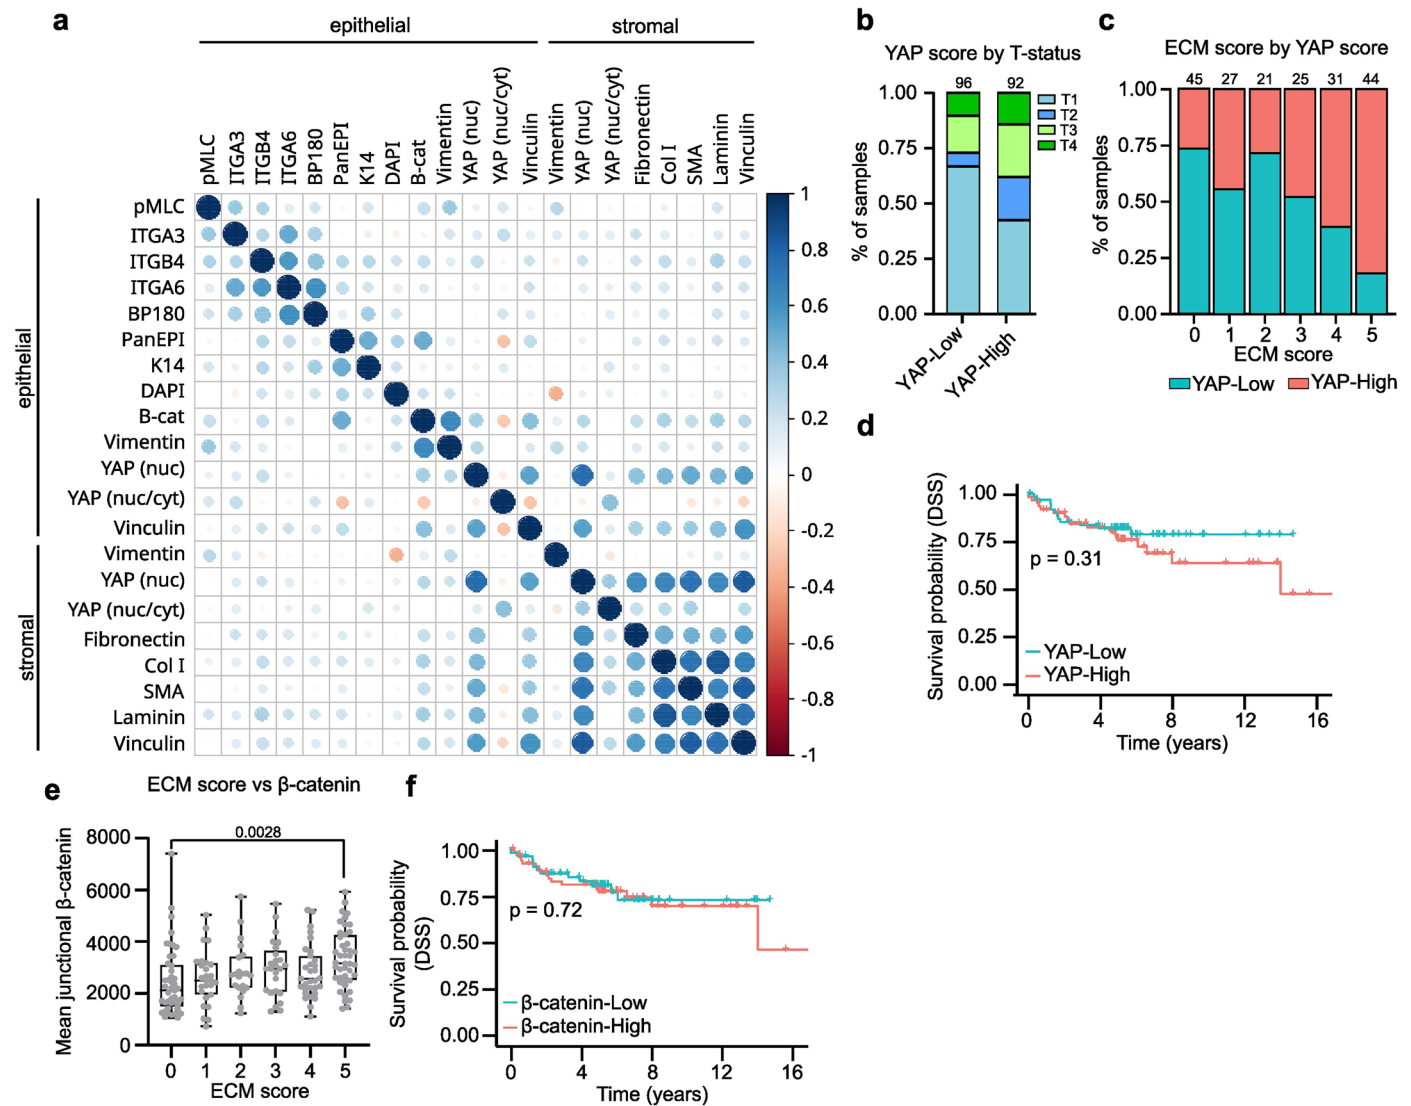 a
epithelial
stromal
pMLC
ITGA3
ITGB4
ITGA6
BP180
PanEPI
K14
DAPI
B-cat
Vimentin
YAP (nuc)
YAP (nuc/cyt)
Vinculin
Vimentin
YAP (nuc)
YAP (nuc/cyt)
Fibronectin
Col I
SMA
Laminin
Vinculin
epithelial
stromal
pMLC
ITGA3
ITGB4
ITGA6
BP180
PanEPI
K14
DAPI
B-cat
Vimentin
YAP (nuc)
YAP (nuc/cyt)
Vinculin
Vimentin
YAP (nuc)
YAP (nuc/cyt)
Fibronectin
Col I
SMA
Laminin
Vinculin
1
0.8
0.6
0.4
0.2
0
-0.2
-0.4
-0.6
-0.8
-1
b
YAP score by T-status
96 92
% of samples
1.00
0.75
0.50
0.25
0.00
YAP-Low
YAP-High
T1
T2
T3
T4
c
ECM score by YAP score
45 27 21 25 31 44
% of samples
1.00
0.75
0.50
0.25
0.00
0 1 2 3 4 5
ECM score
YAP-Low YAP-High
d
Survival probability (DSS)
1.00
0.75
0.50
0.25
0.00
p = 0.31
YAP-Low
YAP-High
0 4 8 12 16
Time (years)
e
ECM score vs β-catenin
0.0028
Mean junctional β-catenin
8000
6000
4000
2000
0
0 1 2 3 4 5
ECM score
f
Survival probability
(DSS)
1.00
0.75
0.50
0.25
0.00
p = 0.72
β-catenin-Low
β-catenin-High
0 4 8 12 16
Time (years)